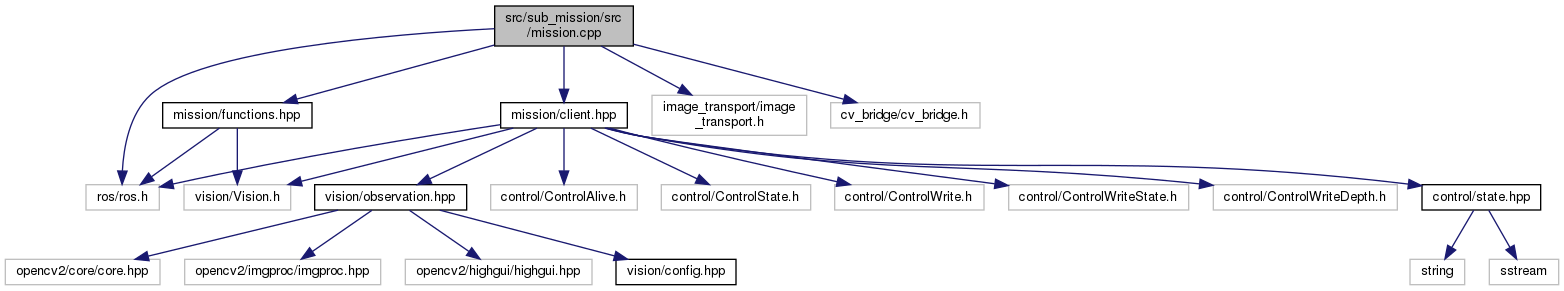 src/sub_mission/src
/mission.cpp
mission/functions.hpp
mission/client.hpp
image_transport/image
_transport.h
cv_bridge/cv_bridge.h
ros/ros.h
vision/Vision.h
vision/observation.hpp
control/ControlAlive.h
control/ControlState.h
control/ControlWrite.h
control/ControlWriteState.h
control/ControlWriteDepth.h
control/state.hpp
opencv2/core/core.hpp
opencv2/imgproc/imgproc.hpp
opencv2/highgui/highgui.hpp
vision/config.hpp
string
sstream